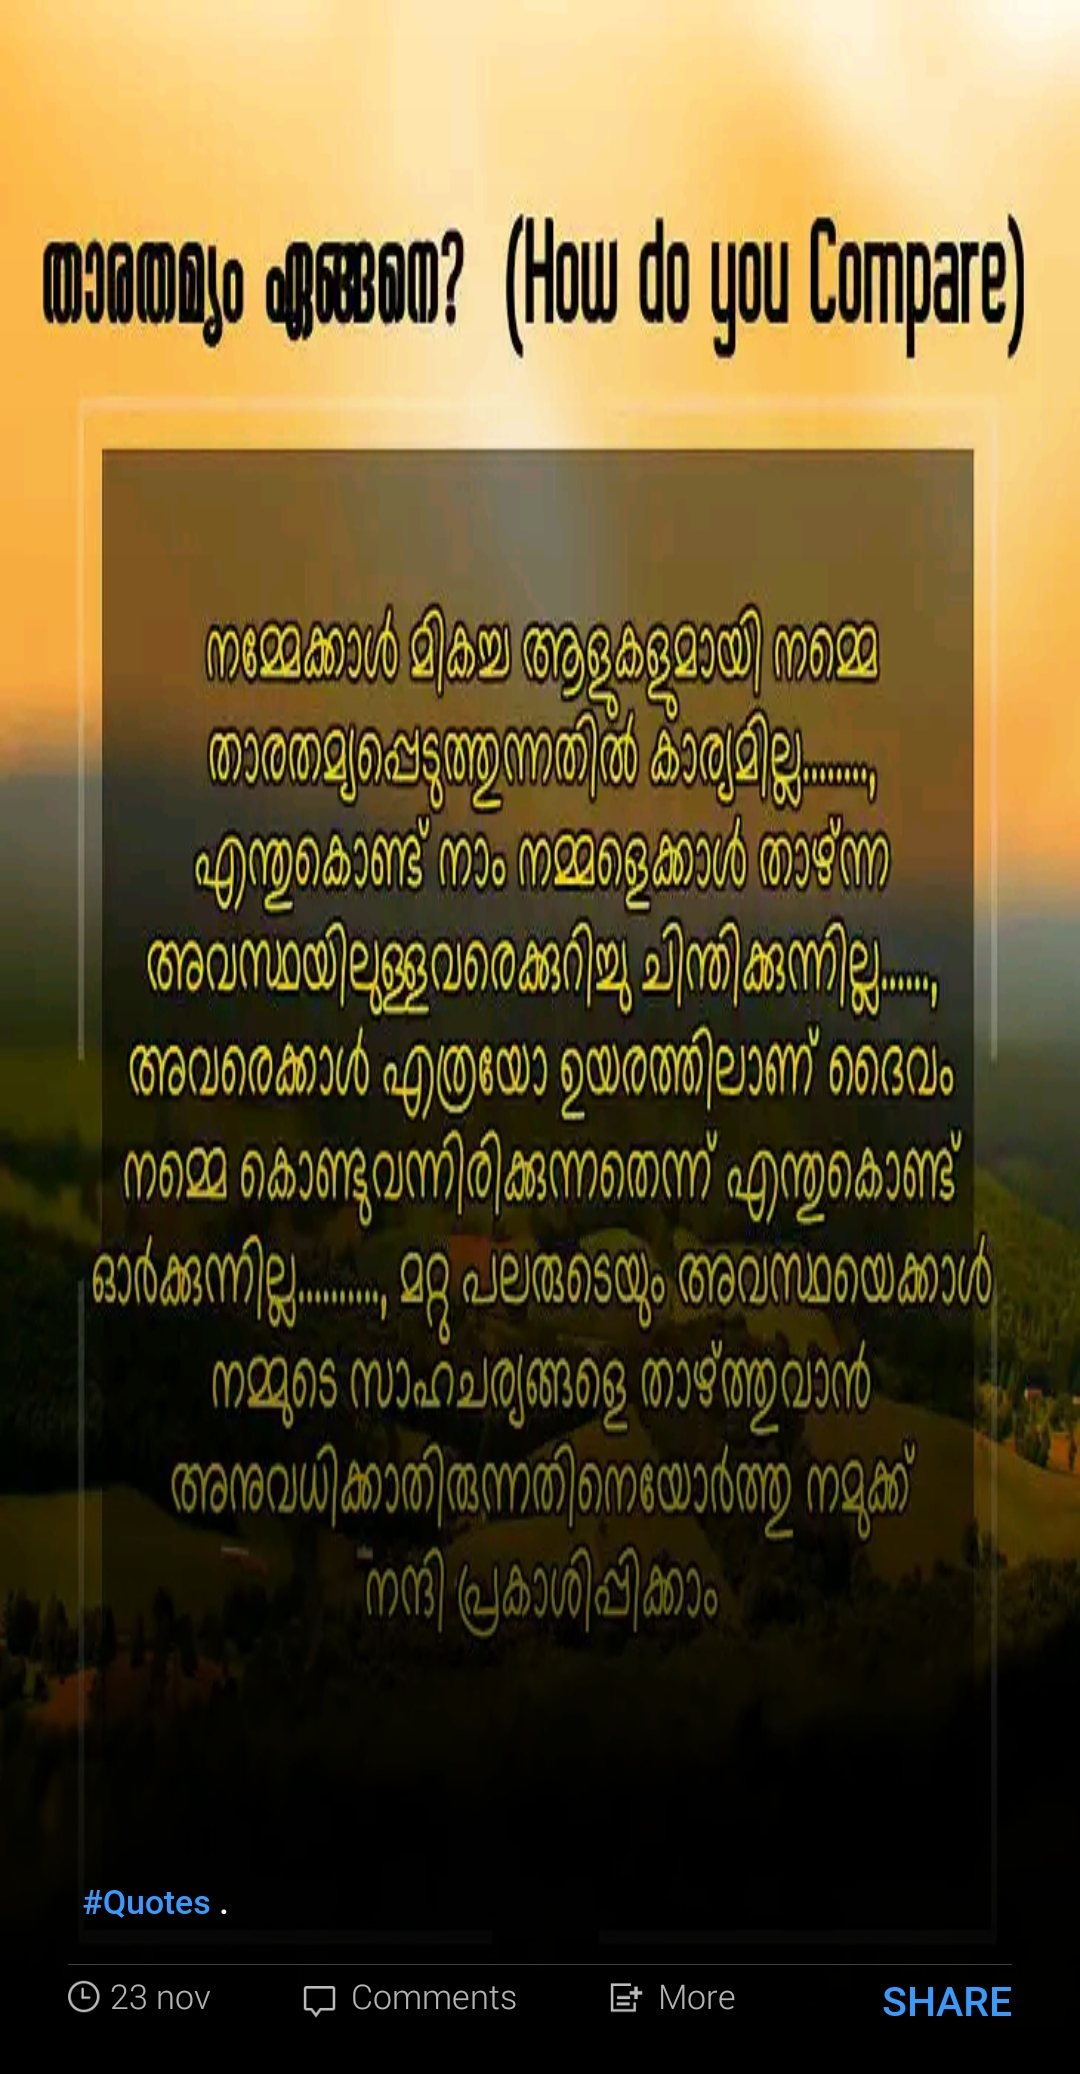 താരതമ്യം എങ്ങനെ? (How do you Compare)
നമ്മേക്കാൾ മികച്ച ആളുകളുമായി നമ്മെ
താരതമ്യപ്പെടുത്തുന്നതിൽ കാര്യമില്ല........,
എന്തുകൊണ്ട് നാം നമ്മളെക്കാൾ താഴ്ന്ന
അവസ്ഥയിലുള്ളവരെക്കുറിച്ചു ചിന്തിക്കുന്നില്ല......,
അവരെക്കാൾ എത്രയോ ഉയരത്തിലാണ് ദൈവം
നമ്മെ കൊണ്ടുവന്നിരിക്കുന്നതെന്ന് എന്തുകൊണ്ട്
ഓർക്കുന്നില്ല.........., മറ്റു പലരുടെയും അവസ്ഥയെക്കാൾ
നമ്മുടെ സാഹചര്യങ്ങളെ താഴ്ത്തുവാൻ
അനുവധിക്കാതിരുന്നതിനെയോർത്തു നമുക്ക്
നന്ദി പ്രകാശിപ്പിക്കാം
#Quotes .
23 nov Comments More SHARE